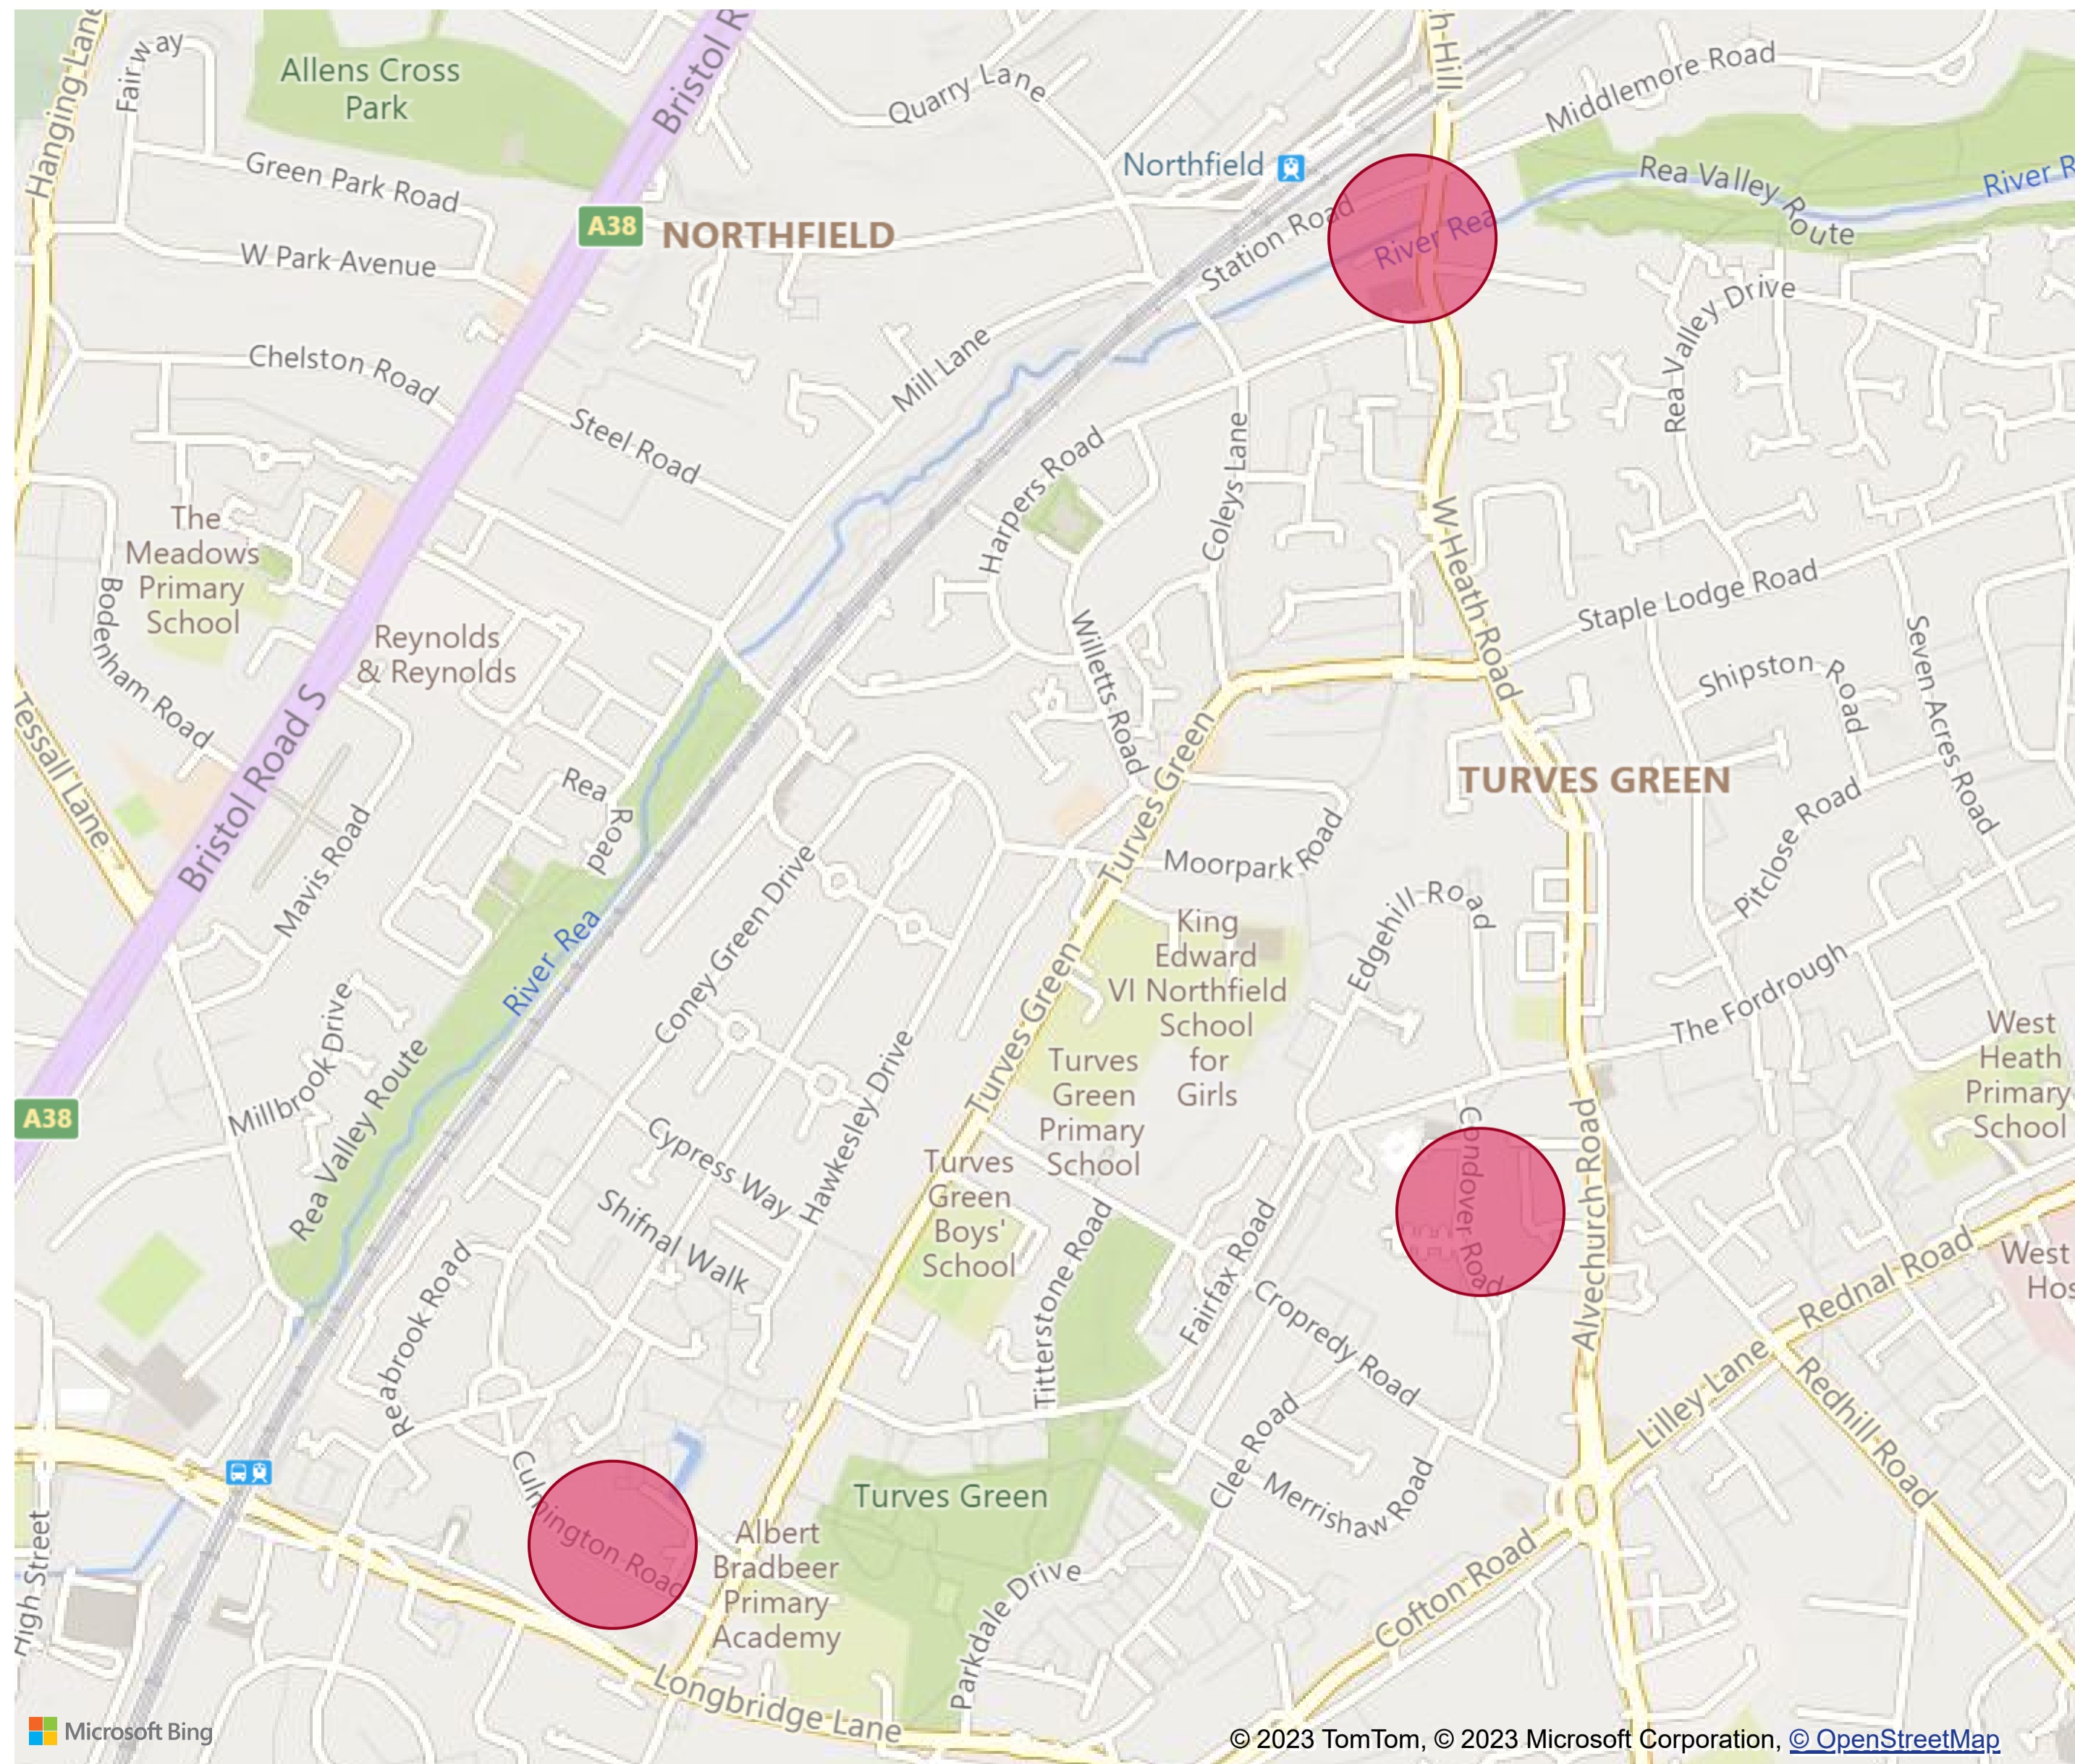 Hanging Lane
Fairway
Allens Cross
Park
Bristol R
Quarry Lane
h Hill
Middlemore Road
Green Park Road
Northfield
A38
NORTHFIELD
Station Road
River Rea
Rea Valley Route
River R
W Park Avenue
Chelston Road
Steel Road
Mill Lane
Rea Valley Drive
Harpers Road
Coleys Lane
W Heath Road
The
Meadows
Primary
School
Bodenham Road
Reynolds
& Reynolds
Willetts Road
Staple Lodge Road
Shipston Road
Seven Acres Road
Tessall Lane
Bristol Road S
Rea Road
Mavis Road
Turves Green
TURVES GREEN
Moorpark Road
Pitclose Road
Coney Green Drive
River Rea
King
Edward
VI Northfield
School
for
Girls
Edgehill Road
The Fordrough
Turves Green
Turves
Green
Primary
School
West
Heath
Primary
School
Millbrook Drive
Rea Valley Route
A38
Cypress Way
Hawkesley Drive
Shifnal Walk
Turves
Green
Boys'
School
Titterstone Road
Fairfax Road
Condover Road
Alvechurch Road
West
Hos
Rednal Road
Reabrook Road
Cropredy Road
Lilley Lane
Redhill Road
Clee Road
Merrishaw Road
Culmington Road
Turves Green
Albert
Bradbeer
Primary
Academy
High Street
Parkdale Drive
Cofton Road
Longbridge Lane
Microsoft Bing
© 2023 TomTom, © 2023 Microsoft Corporation, © OpenStreetMap